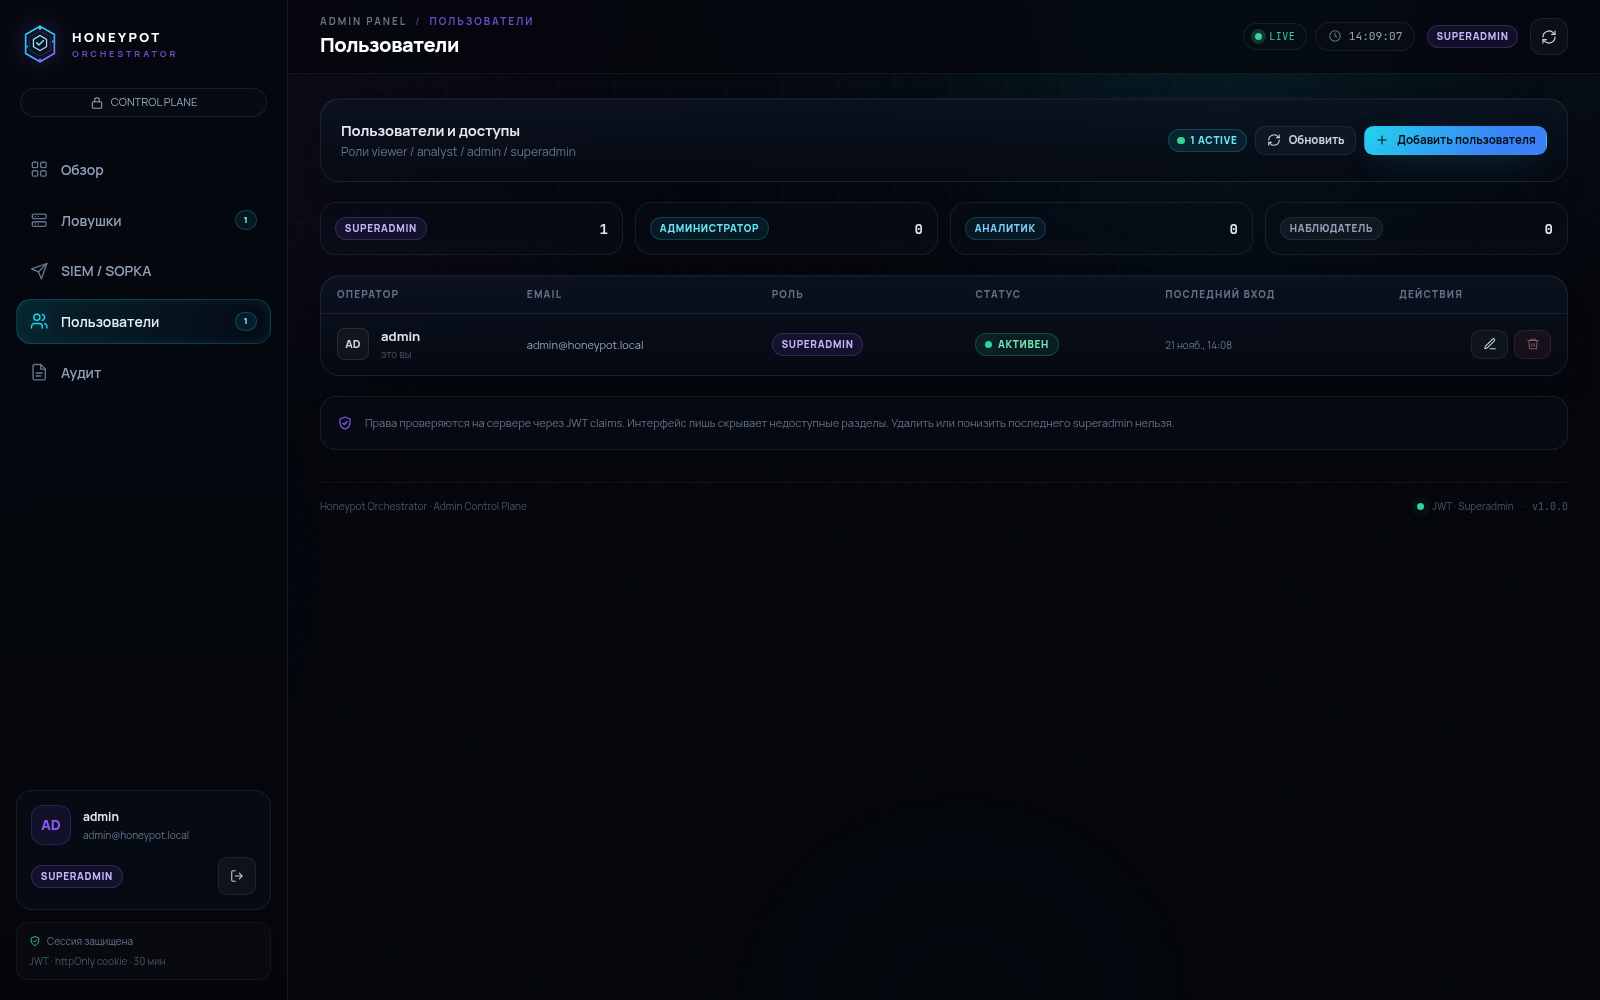 HONEYPOT
ORCHESTRATOR
CONTROL PLANE
Обзор
Ловушки 1
SIEM / SOPKA
Пользователи 1
Аудит
AD
admin
admin@honeypot.local
SUPERADMIN
Сессия защищена
JWT · httpOnly cookie · 30 мин
ADMIN PANEL / ПОЛЬЗОВАТЕЛИ
Пользователи
LIVE 14:09:07 SUPERADMIN
Пользователи и доступы
Роли viewer / analyst / admin / superadmin
1 ACTIVE Обновить Добавить пользователя
SUPERADMIN 1 АДМИНИСТРАТОР 0 АНАЛИТИК 0 НАБЛЮДАТЕЛЬ 0
ОПЕРАТОР EMAIL РОЛЬ СТАТУС ПОСЛЕДНИЙ ВХОД ДЕЙСТВИЯ
AD admin admin@honeypot.local SUPERADMIN АКТИВЕН 21 нояб., 14:08
это вы
Права проверяются на сервере через JWT claims. Интерфейс лишь скрывает недоступные разделы. Удалить или понизить последнего superadmin нельзя.
Honeypot Orchestrator · Admin Control Plane
JWT · Superadmin · v1.0.0